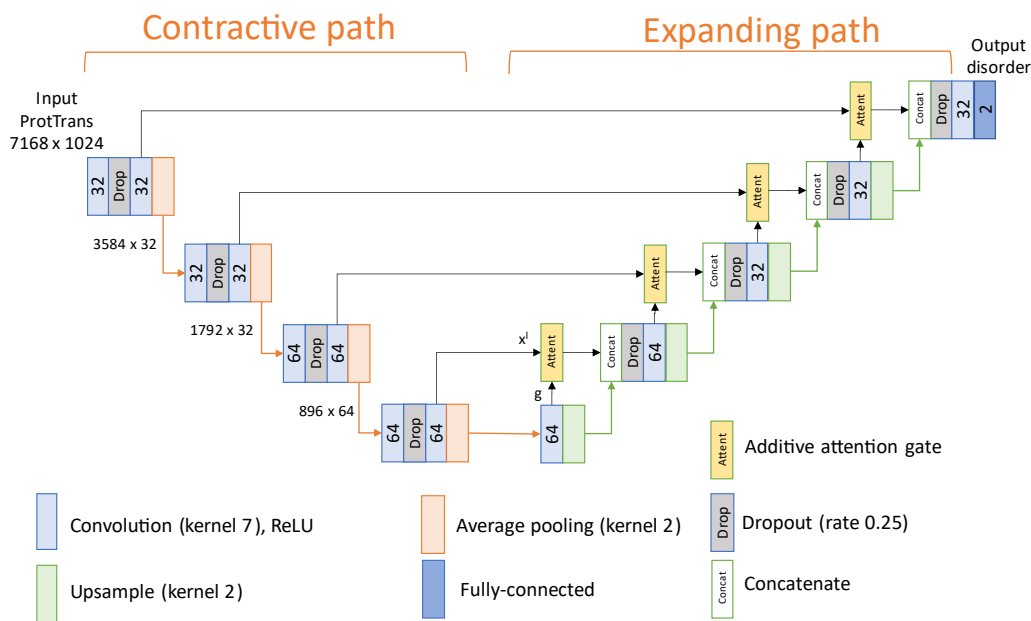 Contractive path
Expanding path
Output
disorder
Input
ProtTrans
7168 x 1024
32
Drop
32
3584 x 32
32
Drop
32
1792 x 32
64
Drop
64
896 x 64
64
Drop
64
x^l
g
Attent
64
Concat
Drop
64
Attent
Concat
Drop
32
Attent
Concat
Drop
32
Attent
Concat
Drop
32
2
Attent
Additive attention gate
Convolution (kernel 7), ReLU
Average pooling (kernel 2)
Drop
Dropout (rate 0.25)
Upsample (kernel 2)
Fully-connected
Concat
Concatenate